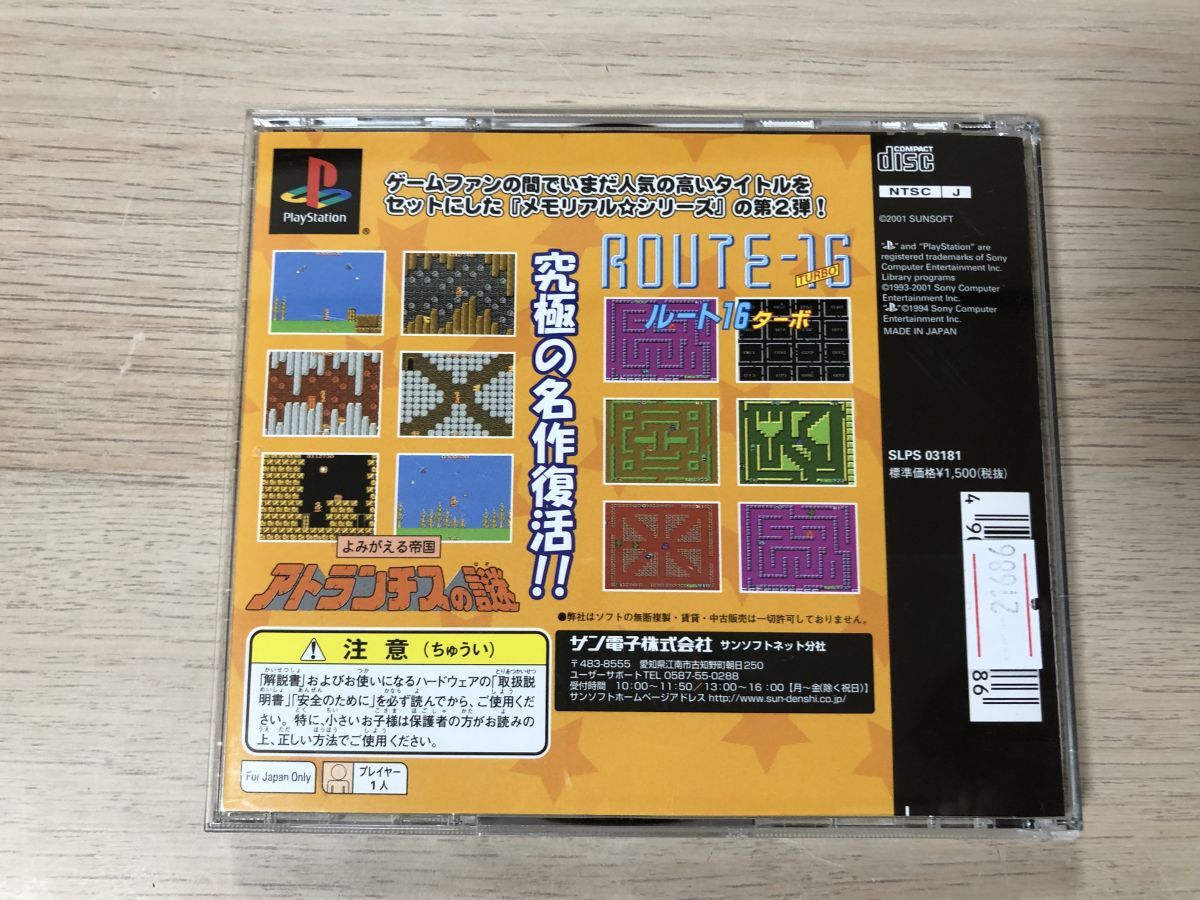 PlayStation
®
ゲームファンの間でいまだ人気の高いタイトルを
セットにした『メモリアル☆シリーズ』の第2弾！
究極の名作復活!!
ROUTE-16
TURBO
ルート16ターボ
よみがえる帝国
アトランチスの謎
●弊社はソフトの無断複製・賃貸・中古販売は一切許可しておりません。
注意(ちゅうい)
「解説書」およびお使いになるハードウェアの「取扱説
明書」「安全のために」を必ず読んでから、ご使用くだ
さい。特に、小さいお子様は保護者の方がお読みの
上、正しい方法でご使用ください。
サン電子株式会社 サンソフトネット分社
〒483-8555 愛知県江南市古知野町朝日250
ユーザーサポートTEL 0587-55-0288
受付時間 10:00〜11:50/13:00〜16:00【月〜金(除く祝日)】
サンソフトホームページアドレス http://www.sun-denshi.co.jp/
For Japan Only
プレイヤー
1人
COMPACT
disc
NTSC J
©2001 SUNSOFT
" " and "PlayStation" are
registered trademarks of Sony
Computer Entertainment Inc.
Library programs
©1993-2001 Sony Computer
Entertainment Inc.
" "©1994 Sony Computer
Entertainment Inc.
MADE IN JAPAN
SLPS 03181
標準価格¥1,500(税抜)
21686
86